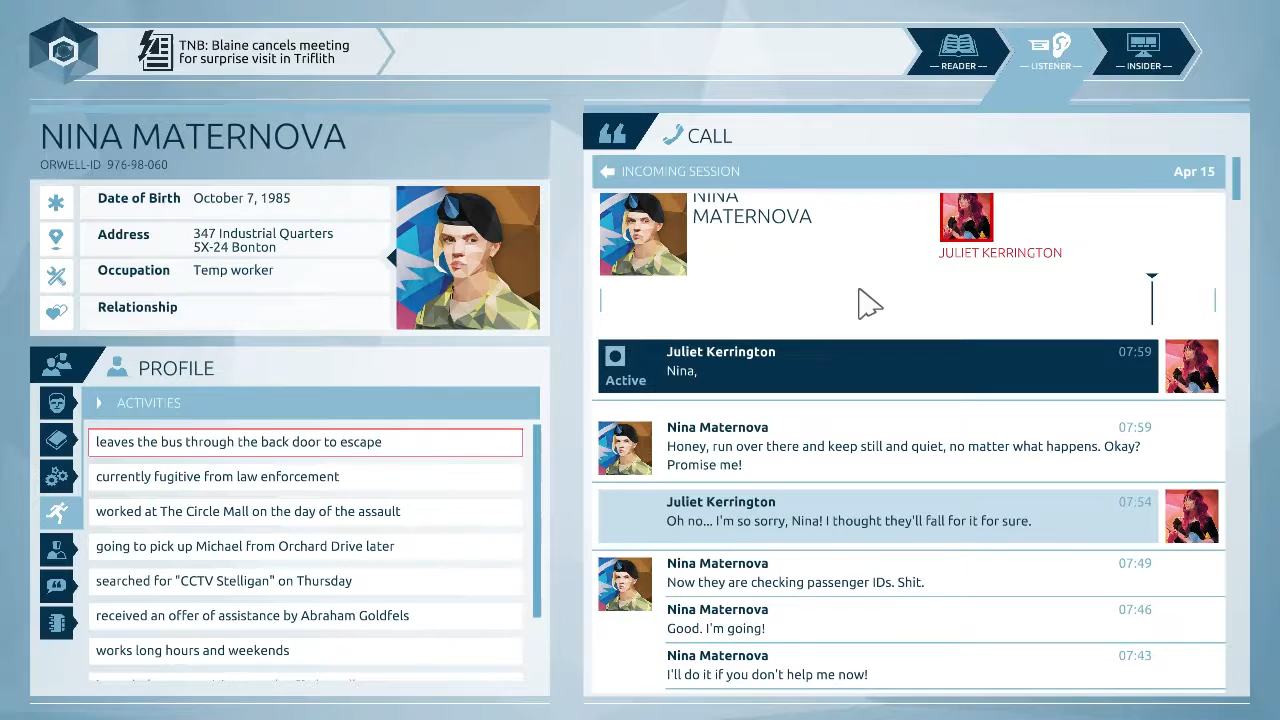 TNB: Blaine cancels meeting
for surprise visit in Triflith
— READER —
— LISTENER —
— INSIDER —
NINA MATERNOVA
ORWELL-ID 976-98-060
Date of Birth October 7, 1985
Address 347 Industrial Quarters
5X-24 Bonton
Occupation Temp worker
Relationship
PROFILE
ACTIVITIES
leaves the bus through the back door to escape
currently fugitive from law enforcement
worked at The Circle Mall on the day of the assault
going to pick up Michael from Orchard Drive later
searched for "CCTV Stelligan" on Thursday
received an offer of assistance by Abraham Goldfels
works long hours and weekends
CALL
INCOMING SESSION Apr 15
NINA
MATERNOVA
JULIET KERRINGTON
Juliet Kerrington 07:59
Nina,
Active
Nina Maternova 07:59
Honey, run over there and keep still and quiet, no matter what happens. Okay?
Promise me!
Juliet Kerrington 07:54
Oh no... I'm so sorry, Nina! I thought they'll fall for it for sure.
Nina Maternova 07:49
Now they are checking passenger IDs. Shit.
Nina Maternova 07:46
Good. I'm going!
Nina Maternova 07:43
I'll do it if you don't help me now!